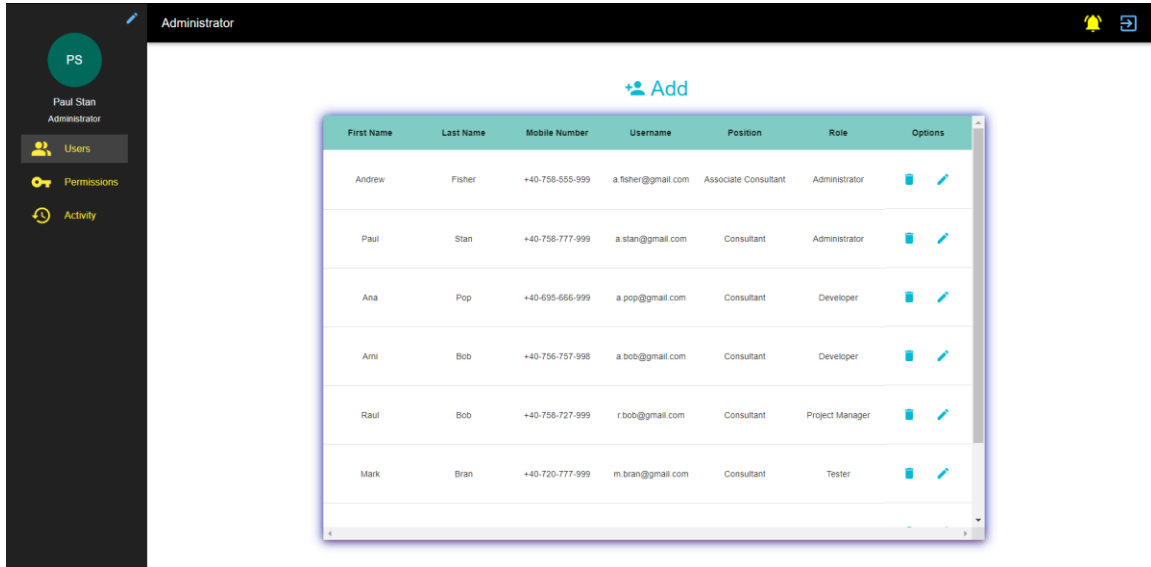 Administrator
PS
Paul Stan
Administrator
Users
Permissions
Activity
Add
First Name Last Name Mobile Number Username Position Role Options
Andrew Fisher +40-758-555-999 a.fisher@gmail.com Associate Consultant Administrator
Paul Stan +40-758-777-999 a.stan@gmail.com Consultant Administrator
Ana Pop +40-695-666-999 a.pop@gmail.com Consultant Developer
Arni Bob +40-756-757-998 a.bob@gmail.com Consultant Developer
Raul Bob +40-758-727-999 r.bob@gmail.com Consultant Project Manager
Mark Bran +40-720-777-999 m.bran@gmail.com Consultant Tester